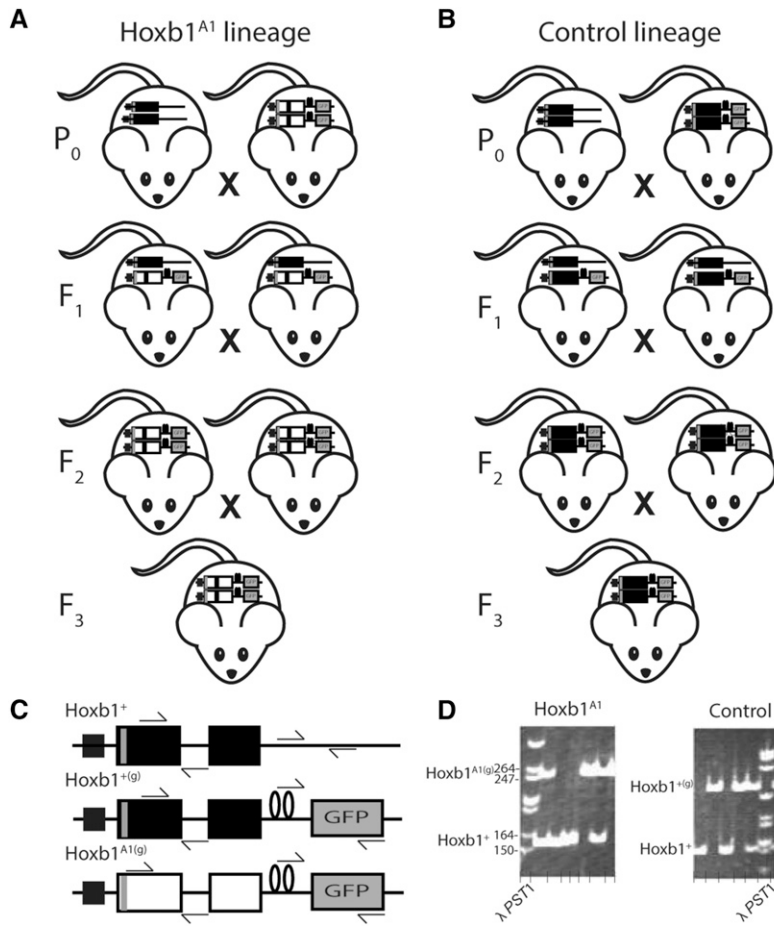 A
Hoxb1A1 lineage
B
Control lineage
P0
X
P0
X
F1
X
F1
X
F2
X
F2
X
F3
F3
C
Hoxb1+
Hoxb1+(g)
GFP
Hoxb1A1(g)
GFP
D
Hoxb1A1
Control
Hoxb1A1(g)
264-
247-
Hoxb1+(g)
Hoxb1+
164-
150-
Hoxb1+
λ PST1
λ PST1